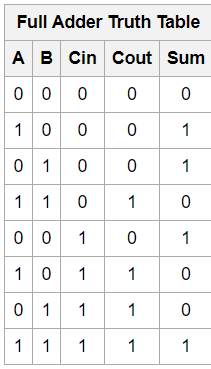 Full Adder Truth Table
A B Cin Cout Sum
0 0 0 0 0
1 0 0 0 1
0 1 0 0 1
1 1 0 1 0
0 0 1 0 1
1 0 1 1 0
0 1 1 1 0
1 1 1 1 1